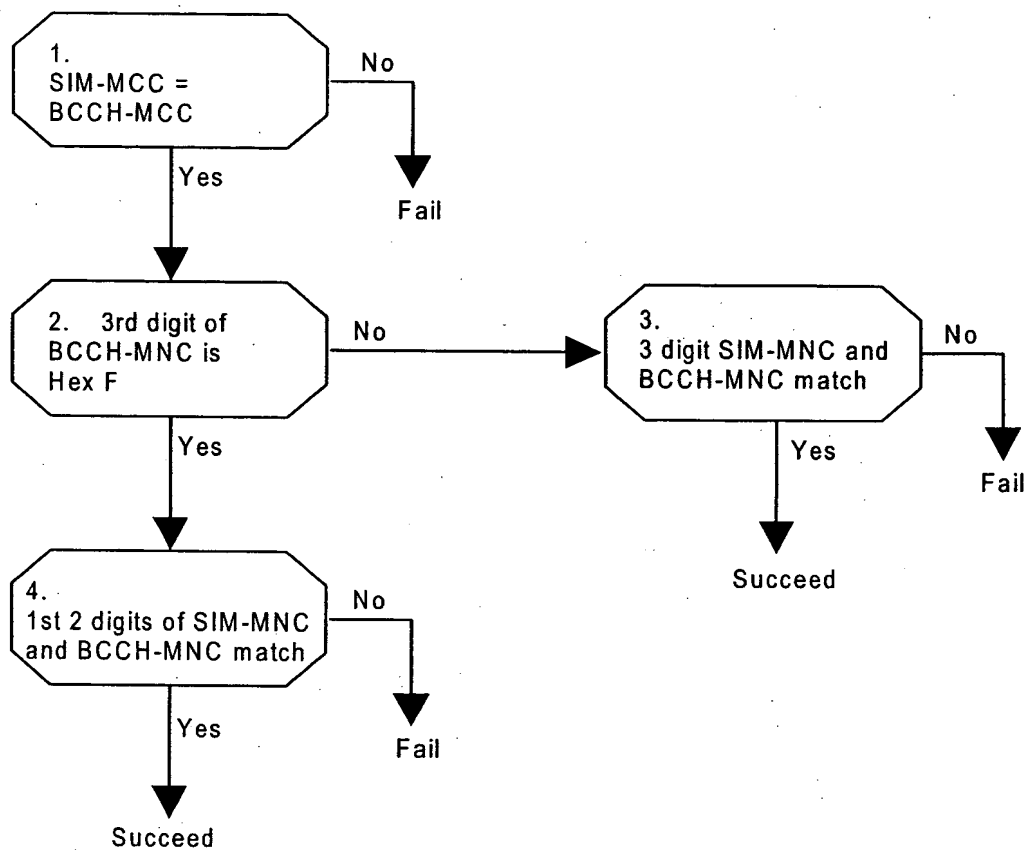 1.
SIM-MCC =
BCCH-MCC
No
Yes
Fail
2. 3rd digit of
BCCH-MNC is
Hex F
No
Yes
3.
3 digit SIM-MNC and
BCCH-MNC match
No
Yes
Fail
Succeed
4.
1st 2 digits of SIM-MNC
and BCCH-MNC match
No
Yes
Fail
Succeed